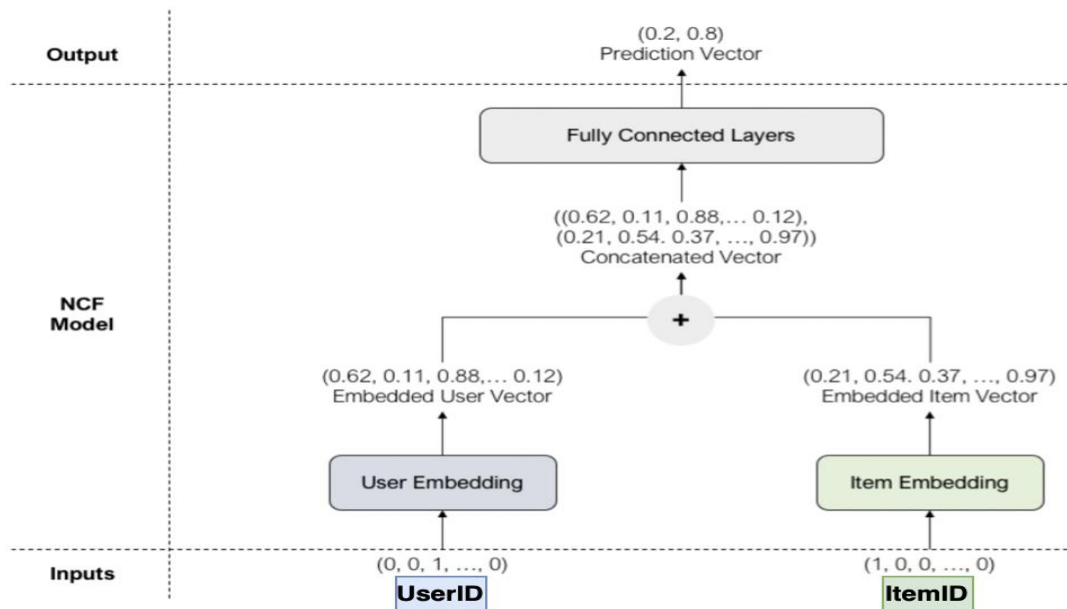 Output
(0.2, 0.8)
Prediction Vector
Fully Connected Layers
((0.62, 0.11, 0.88,... 0.12),
(0.21, 0.54. 0.37, ..., 0.97))
Concatenated Vector
NCF
Model
+
(0.62, 0.11, 0.88,... 0.12)
Embedded User Vector
(0.21, 0.54. 0.37, ..., 0.97)
Embedded Item Vector
User Embedding
Item Embedding
Inputs
(0, 0, 1, ..., 0)
UserID
(1, 0, 0, ..., 0)
ItemID